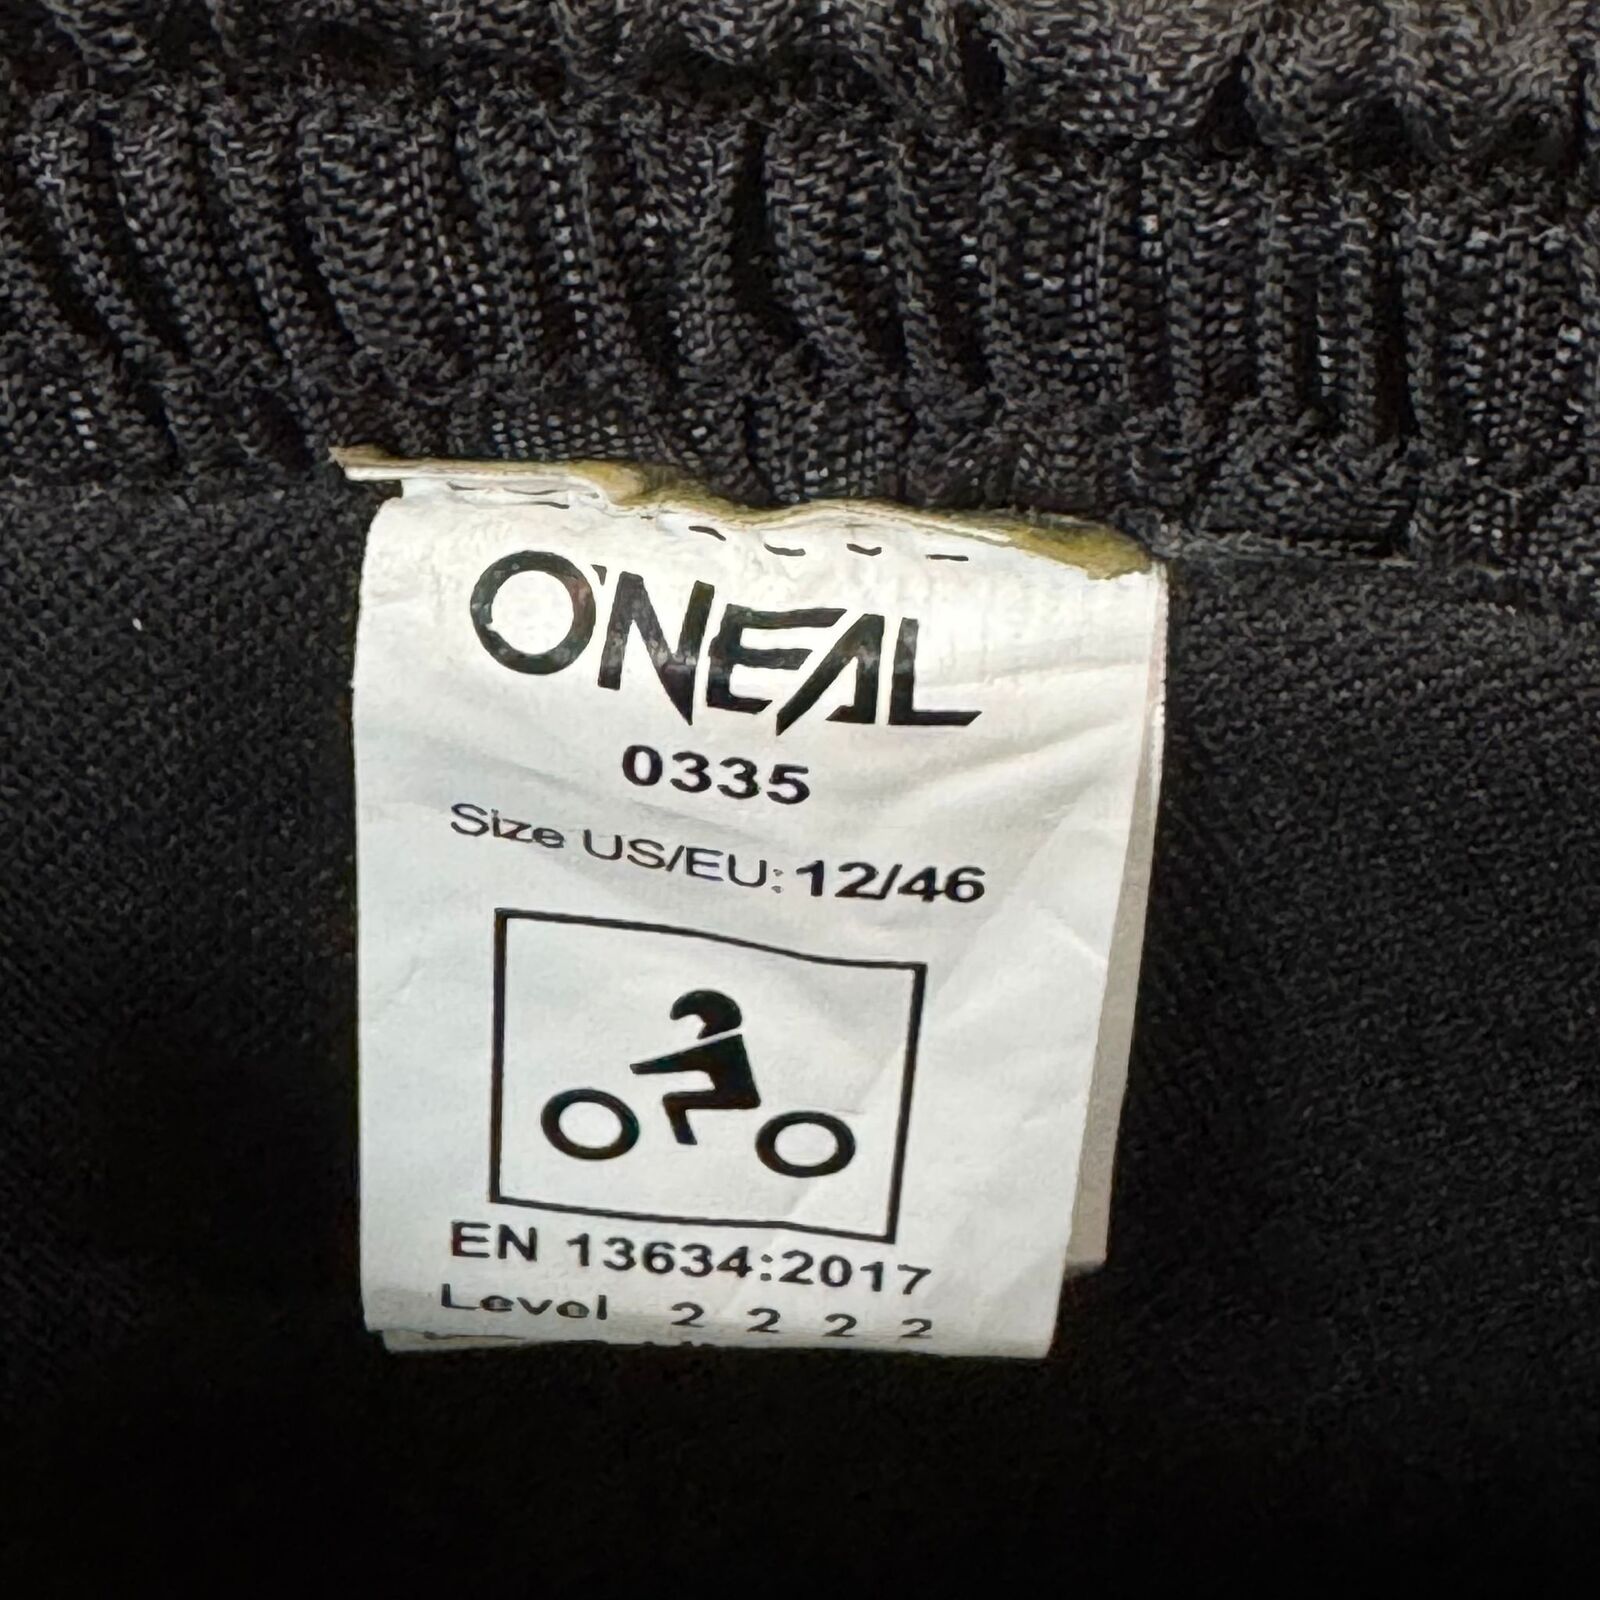 O'NEAL
0335
Size US/EU: 12/46
EN 13634:2017
Level 2 2 2 2